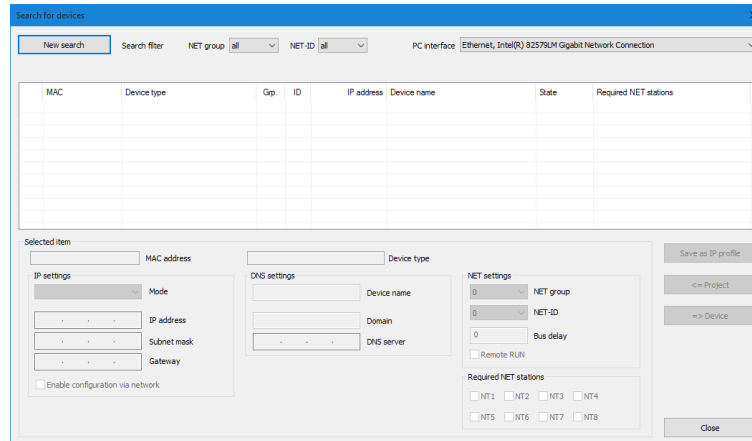 Search for devices
New search Search filter NET group all NET-ID all PC interface Ethernet, Intel(R) 82579LM Gigabit Network Connection
MAC Device type Grp. ID IP address Device name State Required NET stations
Selected item
MAC address Device type
Save as IP profile
IP settings DNS settings NET settings
Mode Device name 0 NET group
<= Project
IP address Domain 0 NET-ID
=> Device
Subnet mask DNS server 0 Bus delay
Gateway Remote RUN
Enable configuration via network
Required NET stations
NT1 NT2 NT3 NT4
NT5 NT6 NT7 NT8
Close